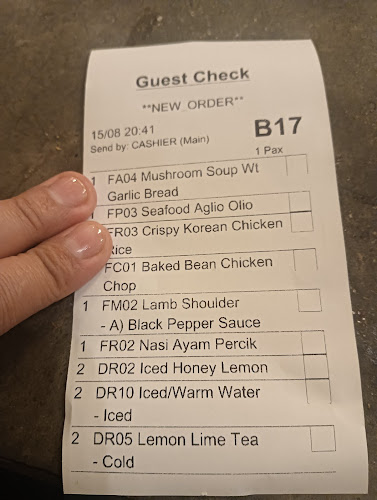 Guest Check
**NEW ORDER**
15/08 20:41
B17
Send by: CASHIER (Main)
1 Pax
1 FA04 Mushroom Soup Wt
Garlic Bread
1 FP03 Seafood Aglio Olio
FR03 Crispy Korean Chicken
Rice
FC01 Baked Bean Chicken
Chop
1 FM02 Lamb Shoulder
- A) Black Pepper Sauce
1 FR02 Nasi Ayam Percik
2 DR02 Iced Honey Lemon
2 DR10 Iced/Warm Water
- Iced
2 DR05 Lemon Lime Tea
- Cold